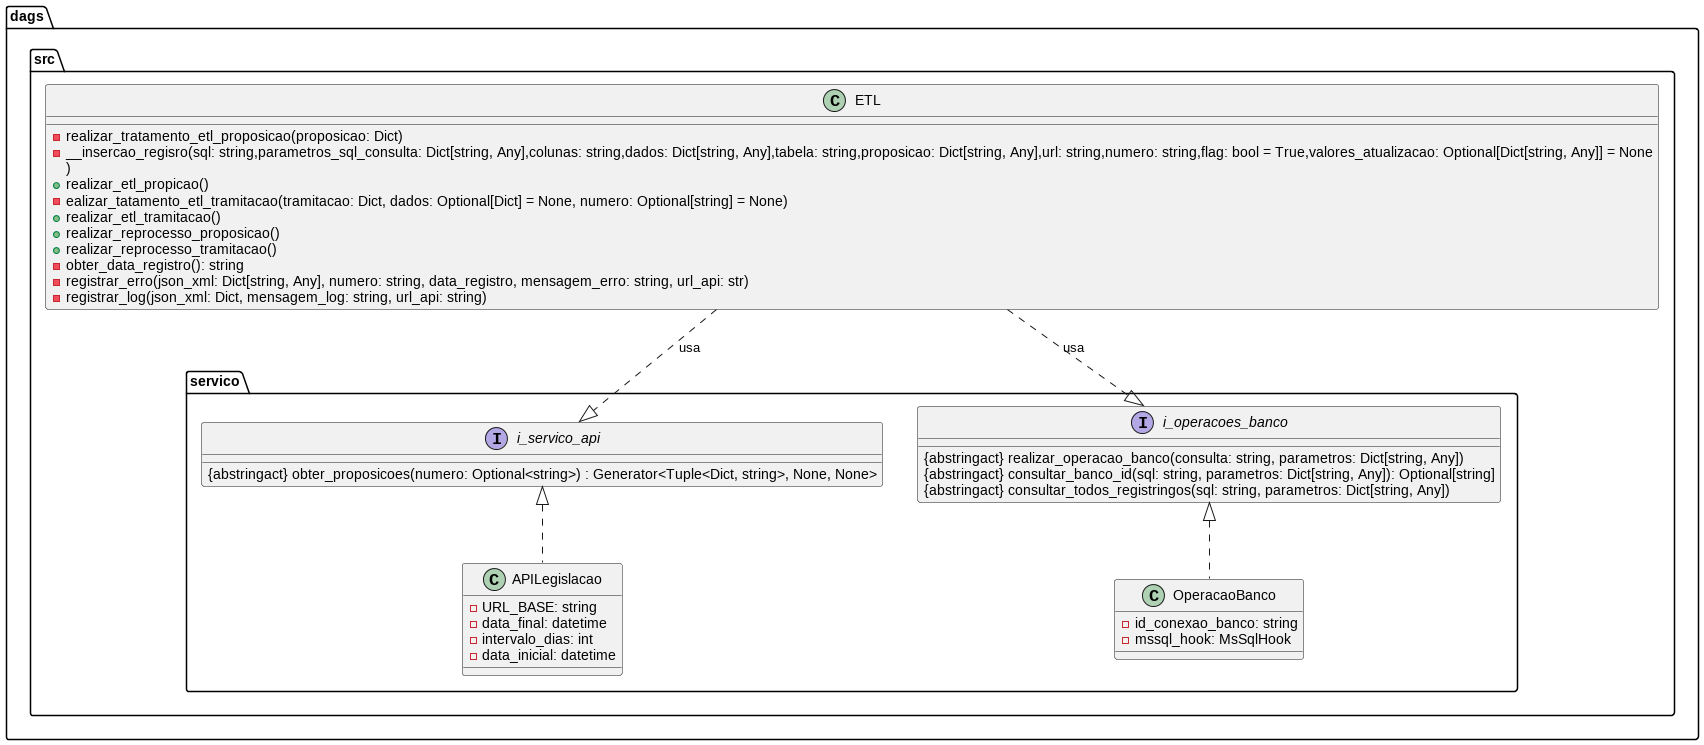 dags
src
C ETL
realizar_tratamento_etl_proposicao(proposicao: Dict)
__insercao_regisro(sql: string,parametros_sql_consulta: Dict[string, Any],colunas: string,dados: Dict[string, Any],tabela: string,proposicao: Dict[string, Any],url: string,numero: string,flag: bool = True,valores_atualizacao: Optional[Dict[string, Any]] = None
)
realizar_etl_propicao()
ealizar_tatamento_etl_tramitacao(tramitacao: Dict, dados: Optional[Dict] = None, numero: Optional[string] = None)
realizar_etl_tramitacao()
realizar_reprocesso_proposicao()
realizar_reprocesso_tramitacao()
obter_data_registro(): string
registrar_erro(json_xml: Dict[string, Any], numero: string, data_registro, mensagem_erro: string, url_api: str)
registrar_log(json_xml: Dict, mensagem_log: string, url_api: string)
usa
usa
servico
I i_servico_api
{abstringact} obter_proposicoes(numero: Optional<string>) : Generator<Tuple<Dict, string>, None, None>
I i_operacoes_banco
{abstringact} realizar_operacao_banco(consulta: string, parametros: Dict[string, Any])
{abstringact} consultar_banco_id(sql: string, parametros: Dict[string, Any]): Optional[string]
{abstringact} consultar_todos_registringos(sql: string, parametros: Dict[string, Any])
C APILegislacao
URL_BASE: string
data_final: datetime
intervalo_dias: int
data_inicial: datetime
C OperacaoBanco
id_conexao_banco: string
mssql_hook: MsSqlHook